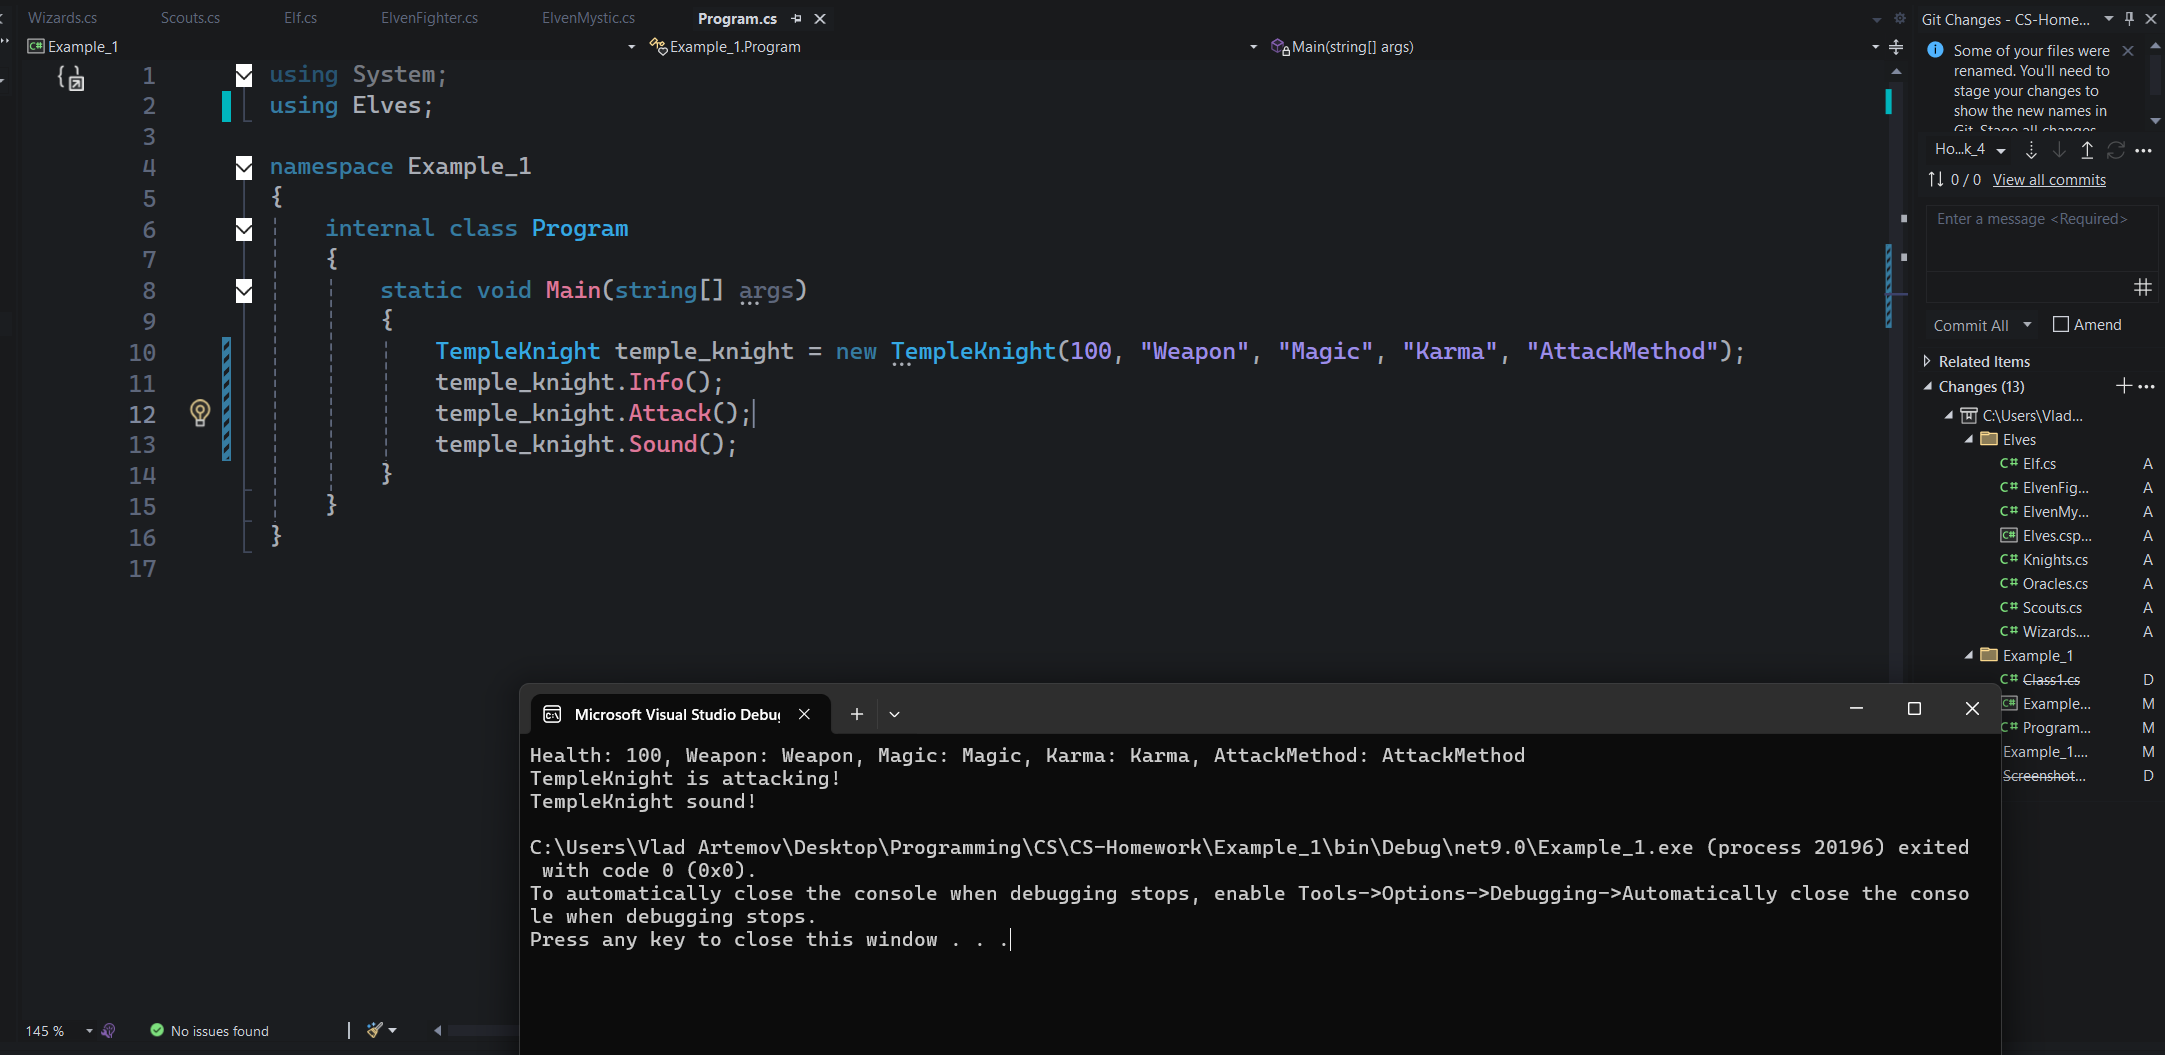 Wizards.cs Scouts.cs Elf.cs ElvenFighter.cs ElvenMystic.cs Program.cs
Example_1 Example_1.Program Main(string[] args)
1 using System;
2 using Elves;
3
4 namespace Example_1
5 {
6 internal class Program
7 {
8 static void Main(string[] args)
9 {
10 TempleKnight temple_knight = new TempleKnight(100, "Weapon", "Magic", "Karma", "AttackMethod");
11 temple_knight.Info();
12 temple_knight.Attack();
13 temple_knight.Sound();
14 }
15 }
16 }
17
Git Changes - CS-Home...
Some of your files were
renamed. You'll need to
stage your changes to
show the new names in
Git. Stage all changes
Ho...k_4
0 / 0 View all commits
Enter a message <Required>
Commit All Amend
Related Items
Changes (13)
C:\Users\Vlad...
Elves
C# Elf.cs A
C# ElvenFig... A
C# ElvenMy... A
C# Elves.csp... A
C# Knights.cs A
C# Oracles.cs A
C# Scouts.cs A
C# Wizards.... A
Example_1
C# Class1.cs D
C# Example... M
C# Program... M
Example_1.... M
Screenshot... D
Microsoft Visual Studio Debug
Health: 100, Weapon: Weapon, Magic: Magic, Karma: Karma, AttackMethod: AttackMethod
TempleKnight is attacking!
TempleKnight sound!
C:\Users\Vlad Artemov\Desktop\Programming\CS\CS-Homework\Example_1\bin\Debug\net9.0\Example_1.exe (process 20196) exited
with code 0 (0x0).
To automatically close the console when debugging stops, enable Tools->Options->Debugging->Automatically close the conso
le when debugging stops.
Press any key to close this window . . .
145 % No issues found